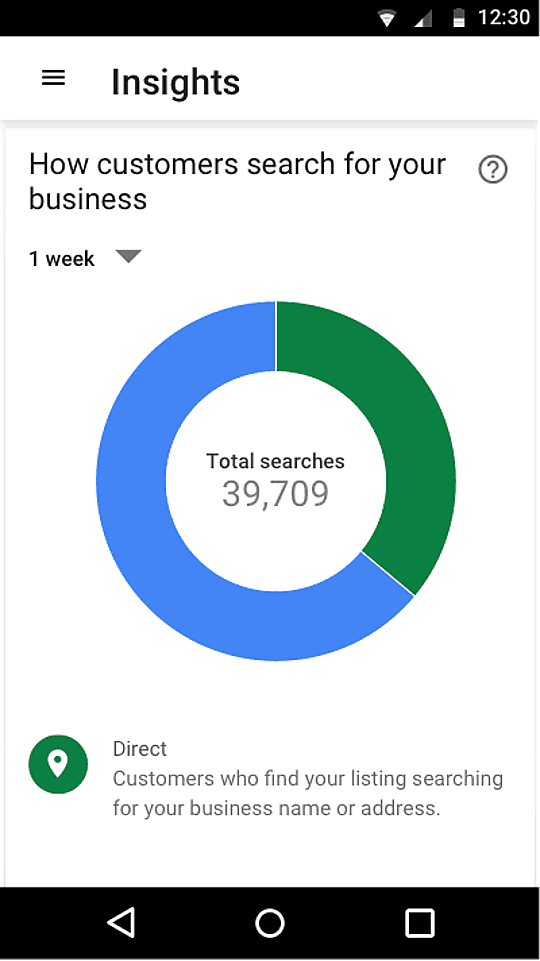 12:30
Insights
How customers search for your
business
1 week
Total searches
39,709
Direct
Customers who find your listing searching
for your business name or address.